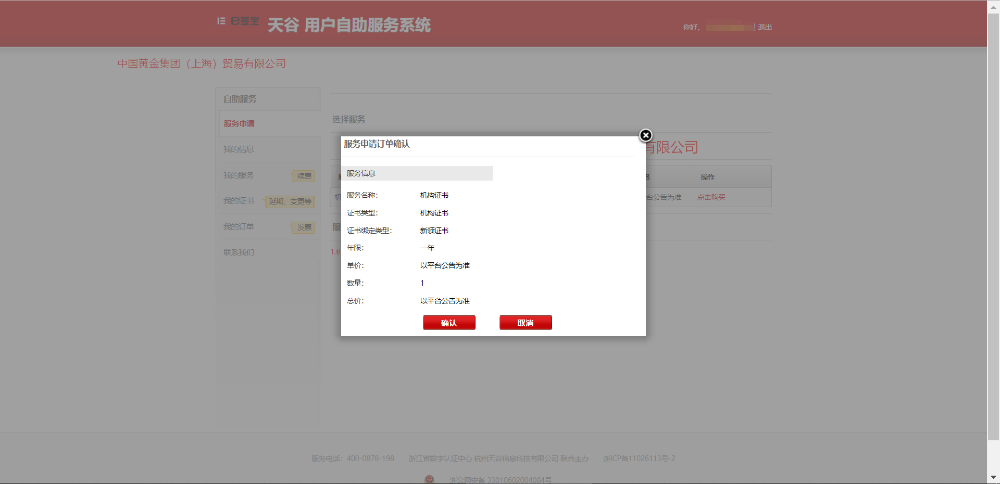 e签宝 天谷 用户自助服务系统
你好， ! 退出
中国黄金集团（上海）贸易有限公司
自助服务
服务申请
我的信息
我的服务 续费
我的证书 延期、变更等
我的订单 发票
联系我们
选择服务
有限公司
操作
机 台公告为准 点击购买
服
1.机
服务申请订单确认
服务信息
服务名称： 机构证书
证书类型： 机构证书
证书绑定类型： 新领证书
年限： 一年
单价： 以平台公告为准
数量： 1
总价： 以平台公告为准
确认 取消
服务电话：400-0878-198 浙江省数字认证中心 杭州天谷信息科技有限公司 联合主办 浙ICP备11026113号-2
浙公网安备 33010602004084号